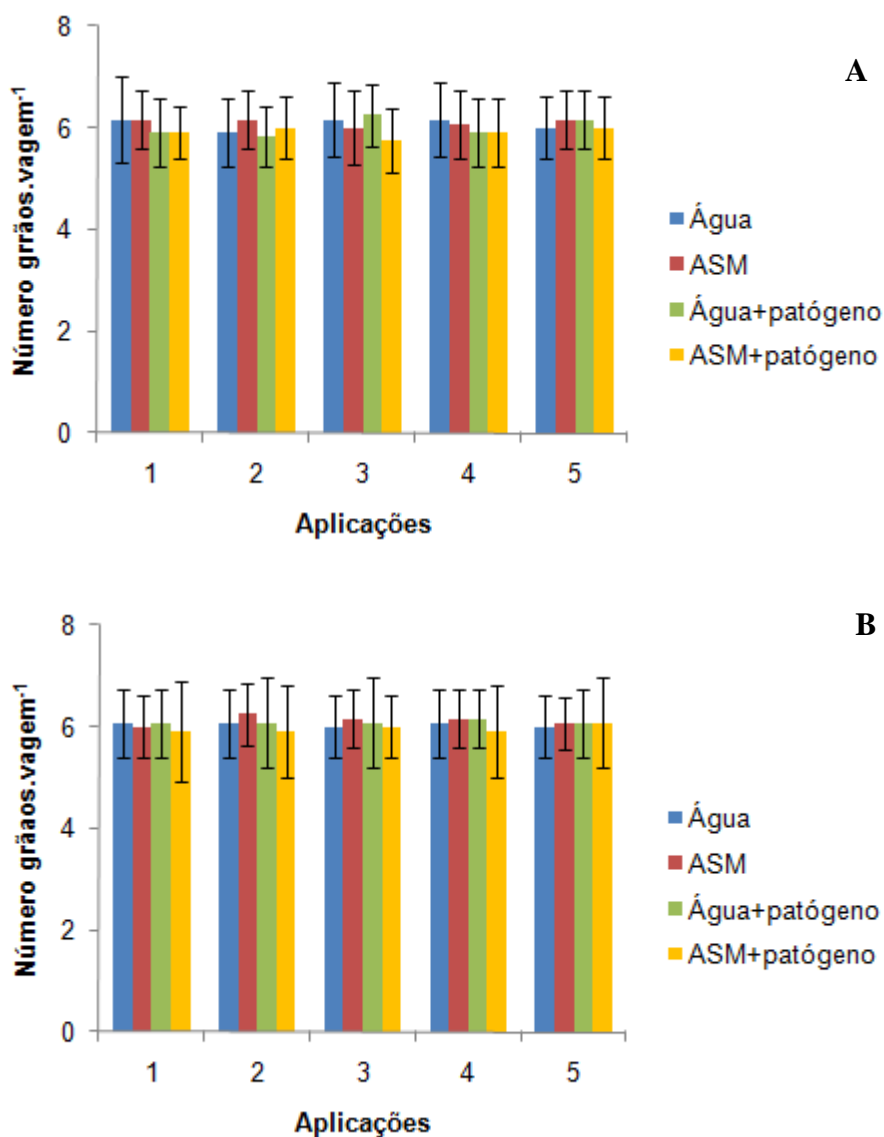 A
8
6
4
2
0
Número grrãos.vagem-1
1 2 3 4 5
Aplicações
Água
ASM
Água+patógeno
ASM+patógeno
B
8
6
4
2
0
Número grãaos.vagem-1
1 2 3 4 5
Aplicações
Água
ASM
Água+patógeno
ASM+patógeno